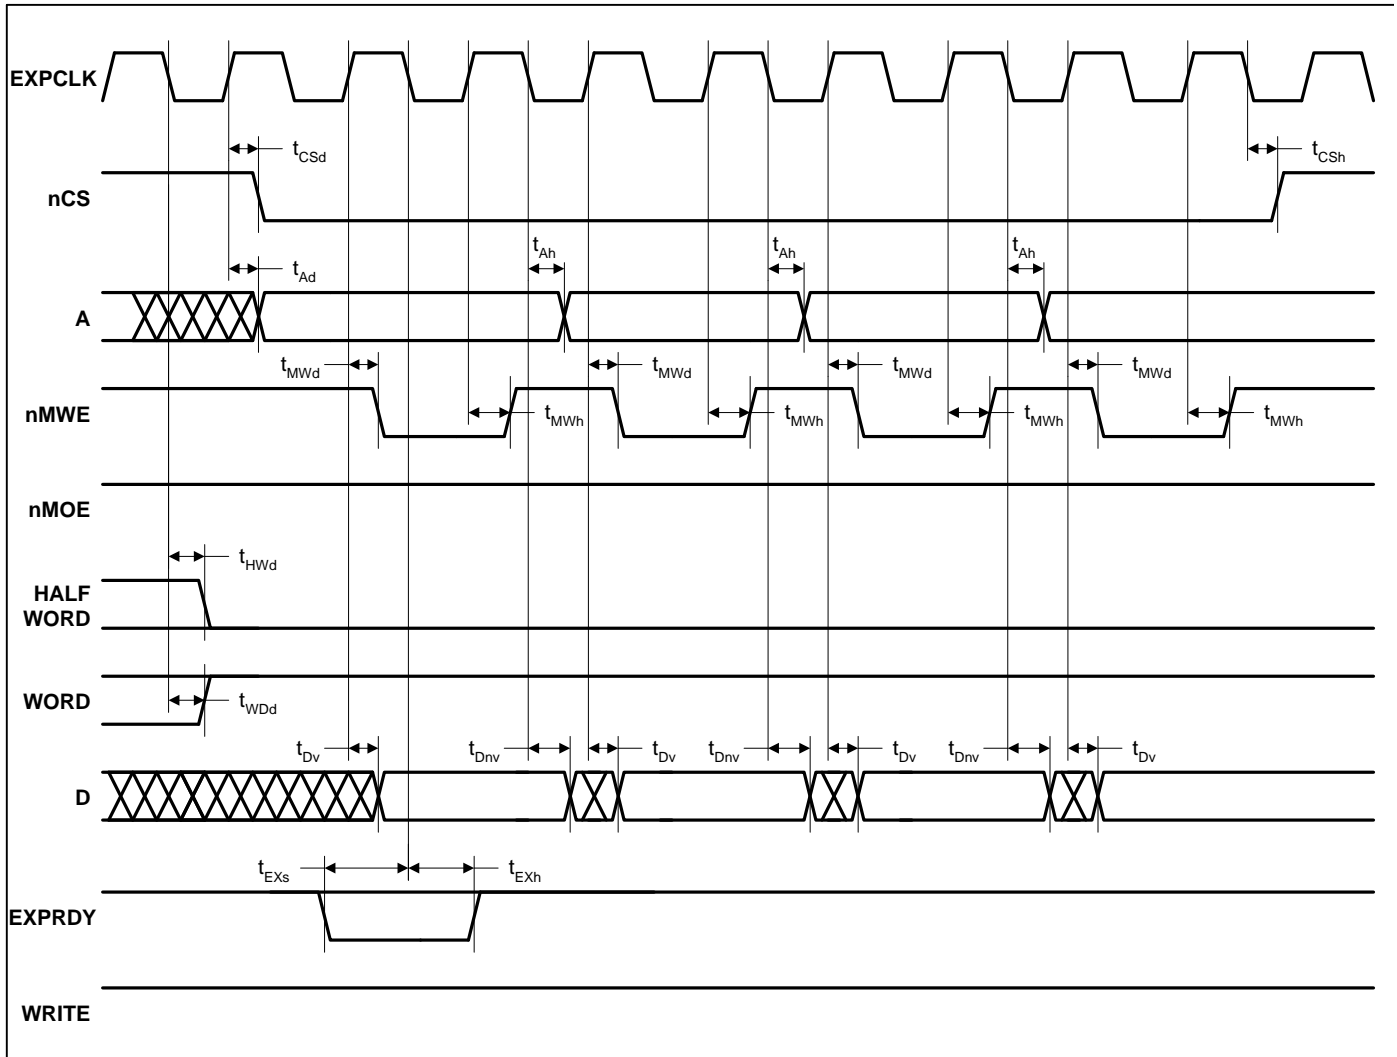 EXPCLK
tCSd
tCSh
nCS
tAh tAh tAh
tAd
A
tMWd tMWd tMWd tMWd
nMWE
tMWh tMWh tMWh tMWh
nMOE
tHWd
HALF
WORD
WORD
tWDd
tDv tDnv tDv tDnv tDv tDnv tDv
D
tEXs tEXh
EXPRDY
WRITE